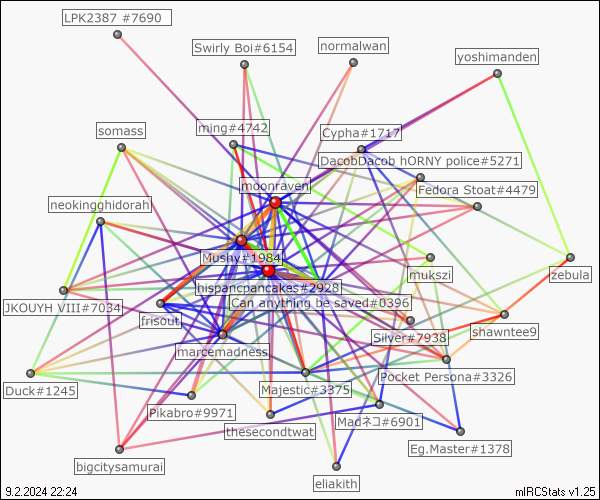 LPK2387 #7690
Swirly Boi#6154
normalwan
yoshimanden
somass
ming#4742
Cypha#1717
DacobDacob hORNY police#5271
moonraven
Fedora Stoat#4479
neokingghidorah
Mushy#1984
mukszi
zebula
hispancpancakes#2928
Can anything be saved#0396
JKOUYH VIII#7034
frisout
Silver#7938
shawntee9
marcemadness
Duck#1245
Majestic#3375
Pocket Persona#3326
Pikabro#9971
thesecondtwat
Madネコ#6901
Eg.Master#1378
bigcitysamurai
eliakith
9.2.2024 22:24
mIRCStats v1.25